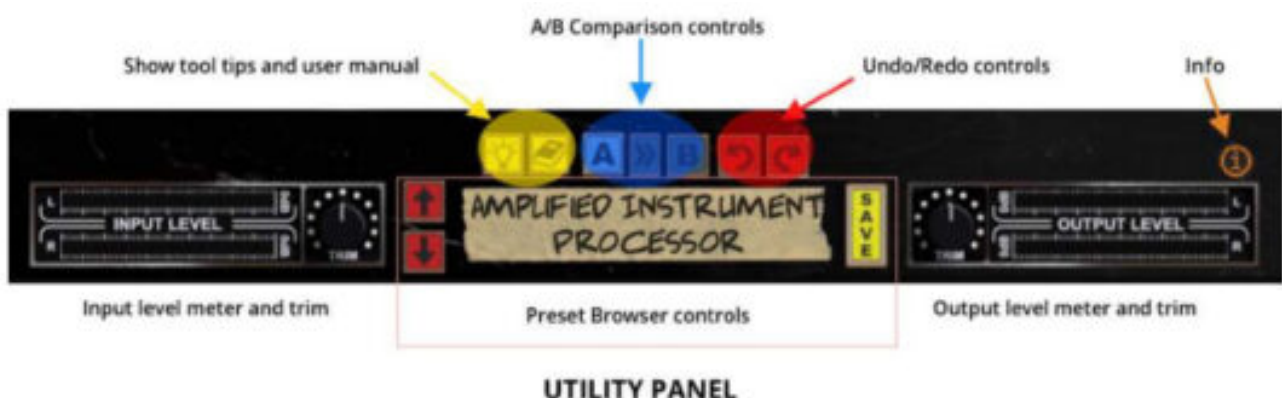 A/B Comparison controls
Show tool tips and user manual
Undo/Redo controls
Info
A
B
AMPLIFIED INSTRUMENT
PROCESSOR
SAVE
L
INPUT LEVEL
R
TRIM
TRIM
L
OUTPUT LEVEL
R
Input level meter and trim
Preset Browser controls
Output level meter and trim
UTILITY PANEL